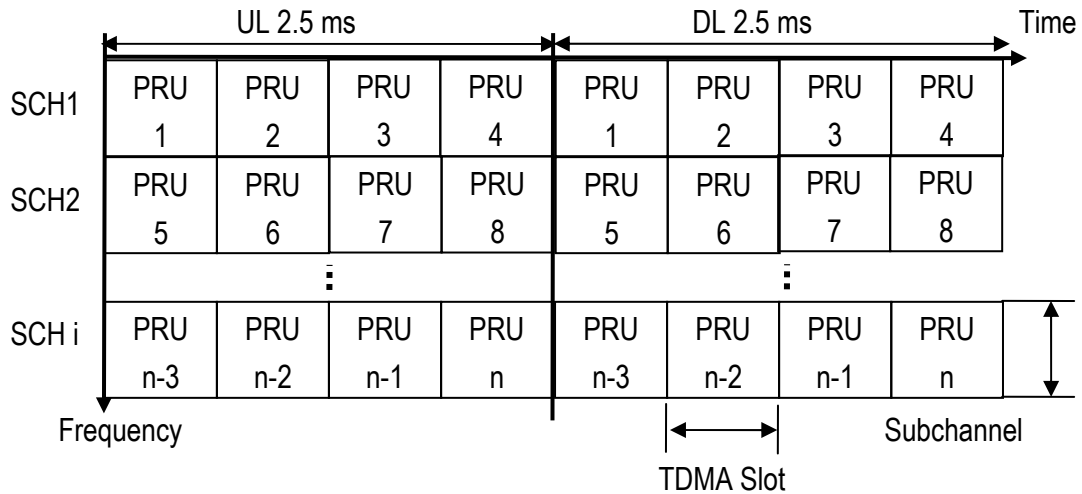 UL 2.5 ms DL 2.5 ms Time
SCH1 PRU PRU PRU PRU PRU PRU PRU PRU
1 2 3 4 1 2 3 4
SCH2 PRU PRU PRU PRU PRU PRU PRU PRU
5 6 7 8 5 6 7 8
SCH i PRU PRU PRU PRU PRU PRU PRU PRU
n-3 n-2 n-1 n n-3 n-2 n-1 n
Frequency Subchannel
TDMA Slot